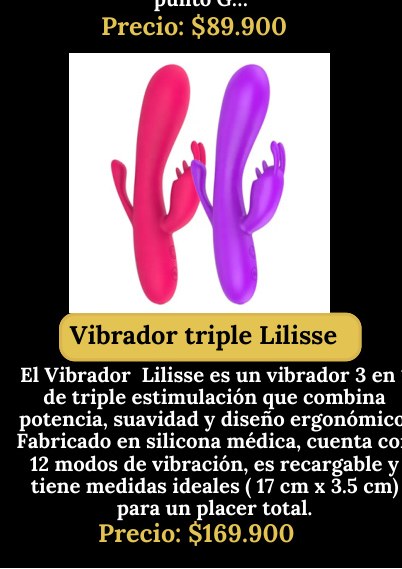 punto G...
Precio: $89.900
Vibrador triple Lilisse
El Vibrador Lilisse es un vibrador 3 en
de triple estimulación que combina
potencia, suavidad y diseño ergonómico
Fabricado en silicona médica, cuenta co
12 modos de vibración, es recargable y
tiene medidas ideales ( 17 cm x 3.5 cm)
para un placer total.
Precio: $169.900